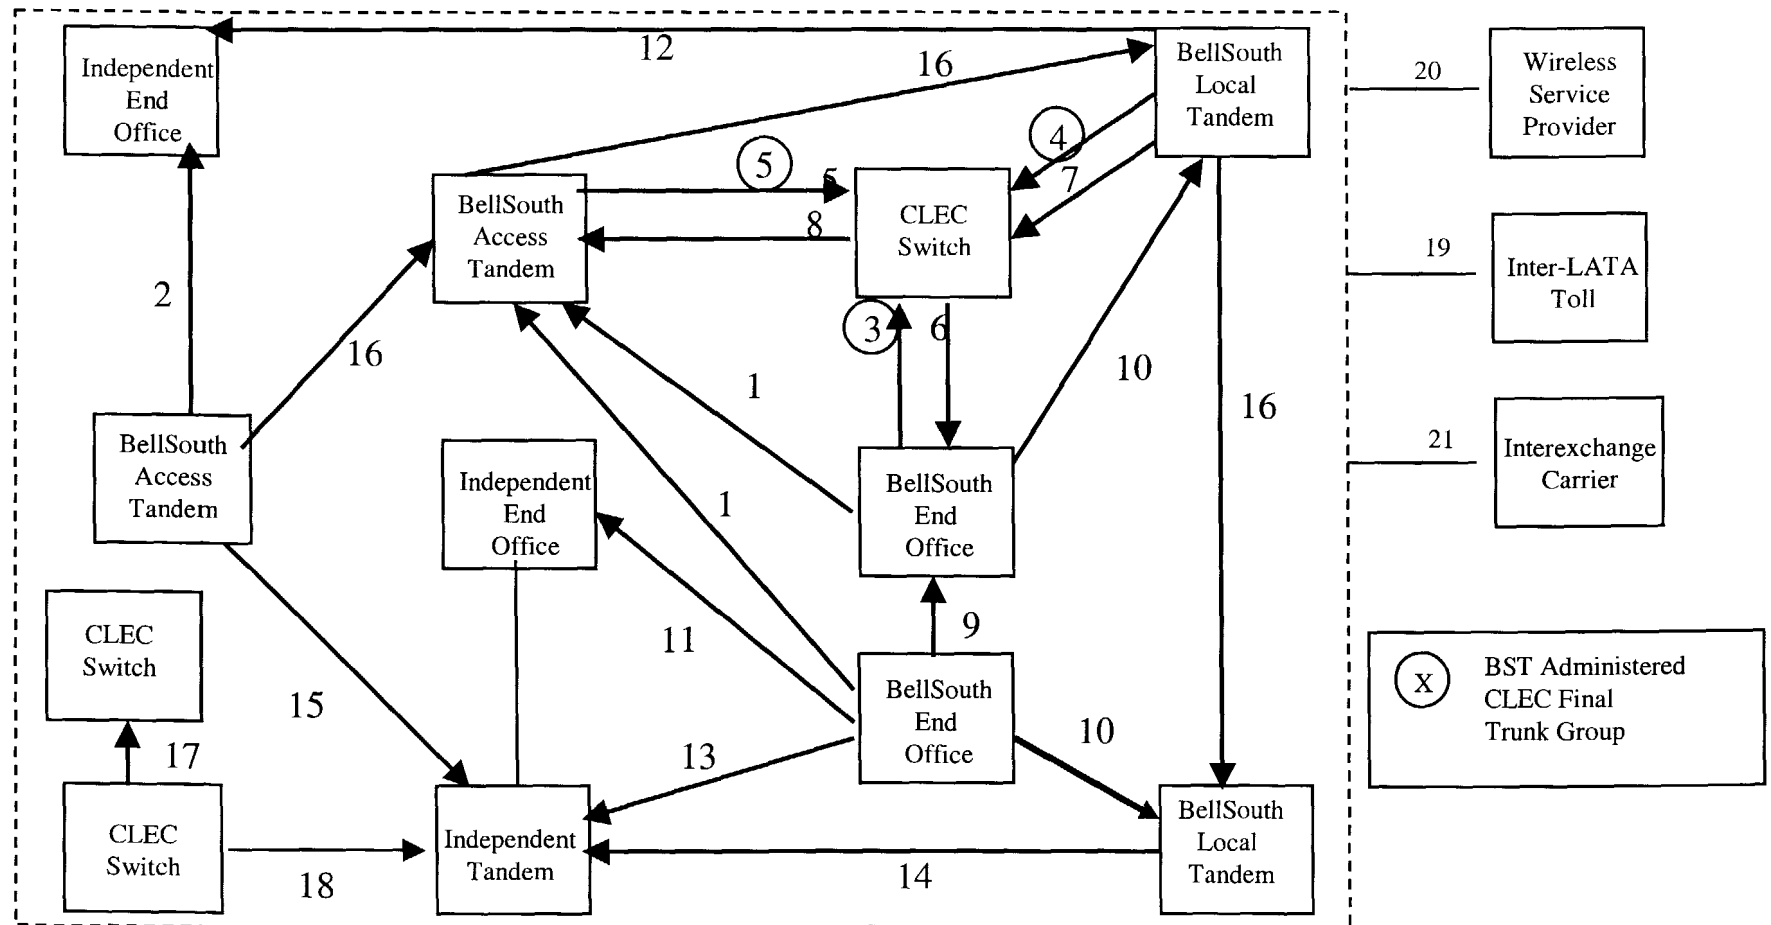 12
Independent
End
Office
16
BellSouth
Local
Tandem
20
Wireless
Service
Provider
5
5
4
7
BellSouth
Access
Tandem
8
CLEC
Switch
2
19
Inter-LATA
Toll
16
3
6
1
10
16
BellSouth
Access
Tandem
21
Interexchange
Carrier
Independent
End
Office
1
BellSouth
End
Office
CLEC
Switch
11
9
15
BellSouth
End
Office
X
BST Administered
CLEC Final
Trunk Group
17
13
10
CLEC
Switch
18
Independent
Tandem
14
BellSouth
Local
Tandem